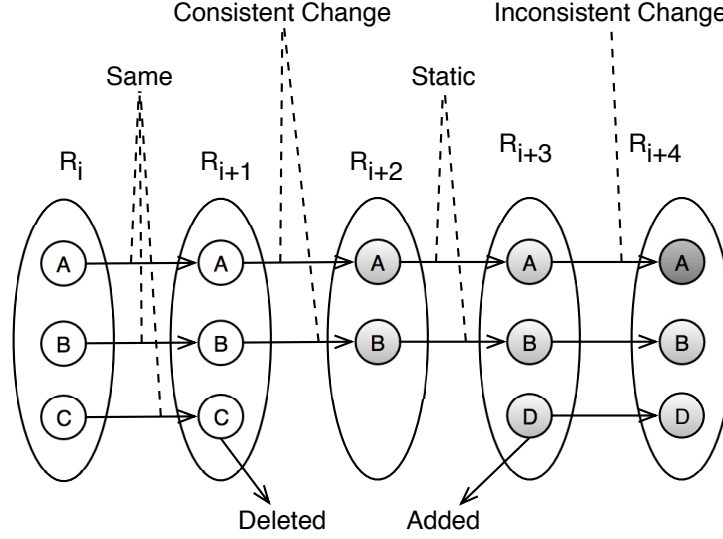 Consistent Change
Inconsistent Change
Same
Static
Ri
Ri+1
Ri+2
Ri+3
Ri+4
A
A
A
A
A
B
B
B
B
B
C
C
D
D
Deleted
Added